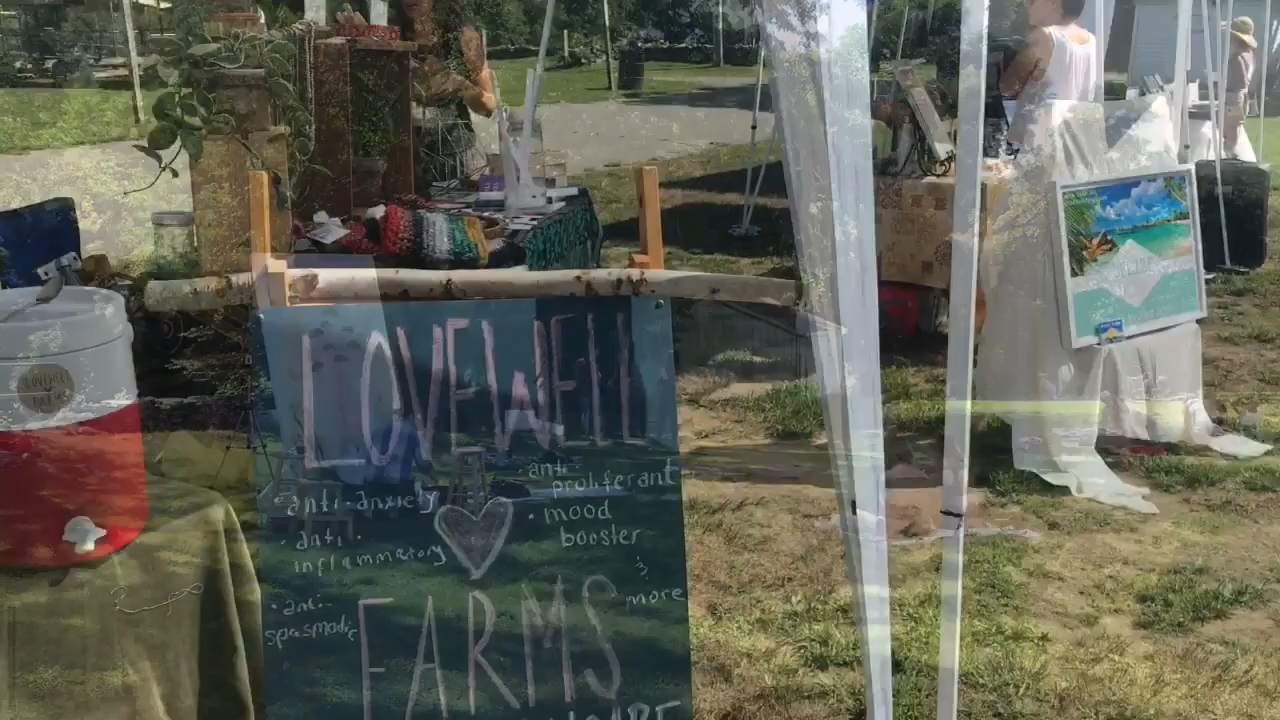 LOVEWELL
· anti-anxiety
· anti-
inflammatory
· anti-
spasmodic
· anti-
proliferant
· mood
booster
more
FARMS